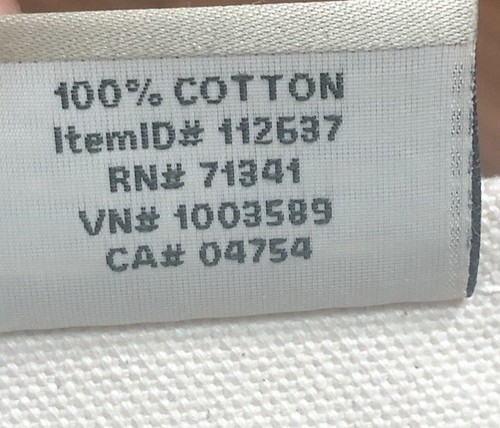 100% COTTON
ItemID# 112637
RN# 71341
VN# 1003589
CA# 04754